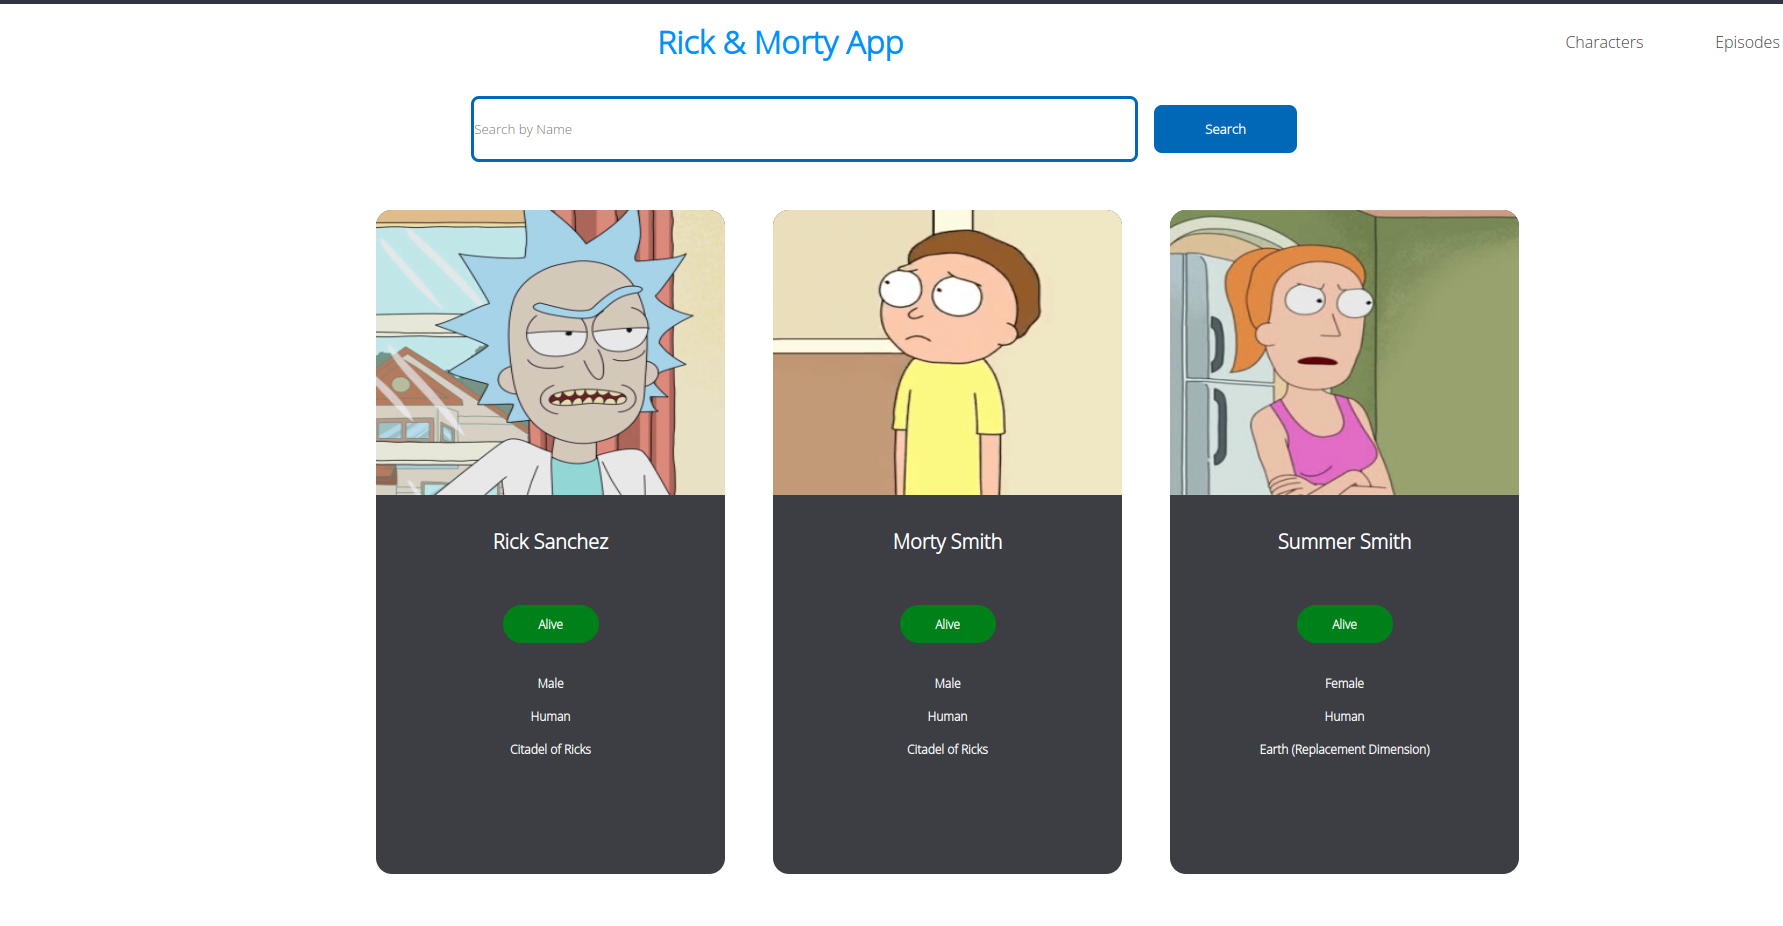 Rick & Morty App
Characters
Episodes
Search by Name
Search
Rick Sanchez
Alive
Male
Human
Citadel of Ricks
Morty Smith
Alive
Male
Human
Citadel of Ricks
Summer Smith
Alive
Female
Human
Earth (Replacement Dimension)